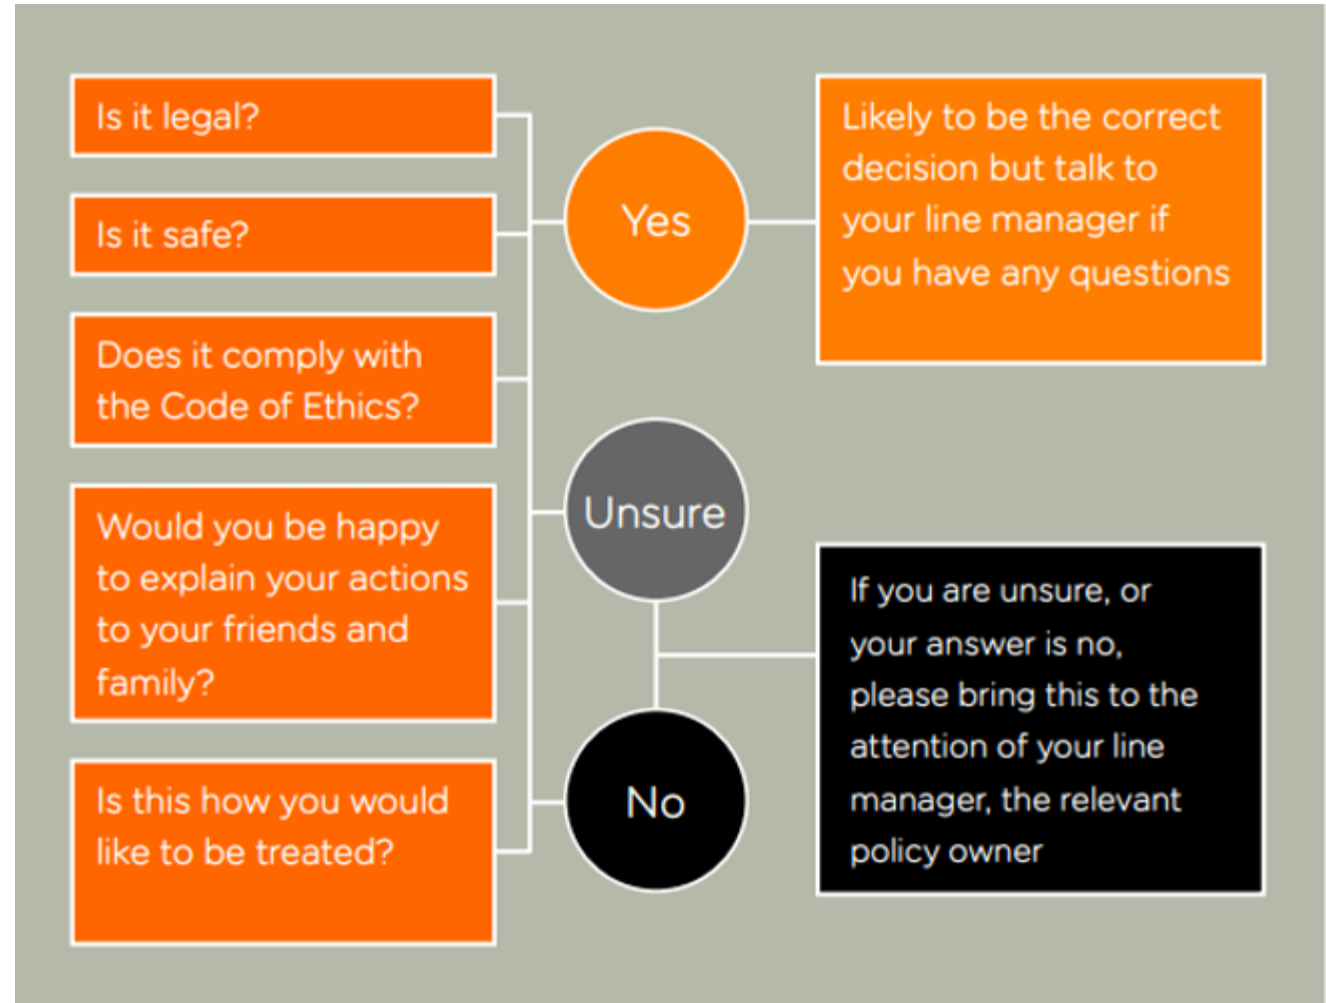 Is it legal?
Is it safe?
Does it comply with
the Code of Ethics?
Would you be happy
to explain your actions
to your friends and
family?
Is this how you would
like to be treated?
Yes
Unsure
No
Likely to be the correct
decision but talk to
your line manager if
you have any questions
If you are unsure, or
your answer is no,
please bring this to the
attention of your line
manager, the relevant
policy owner